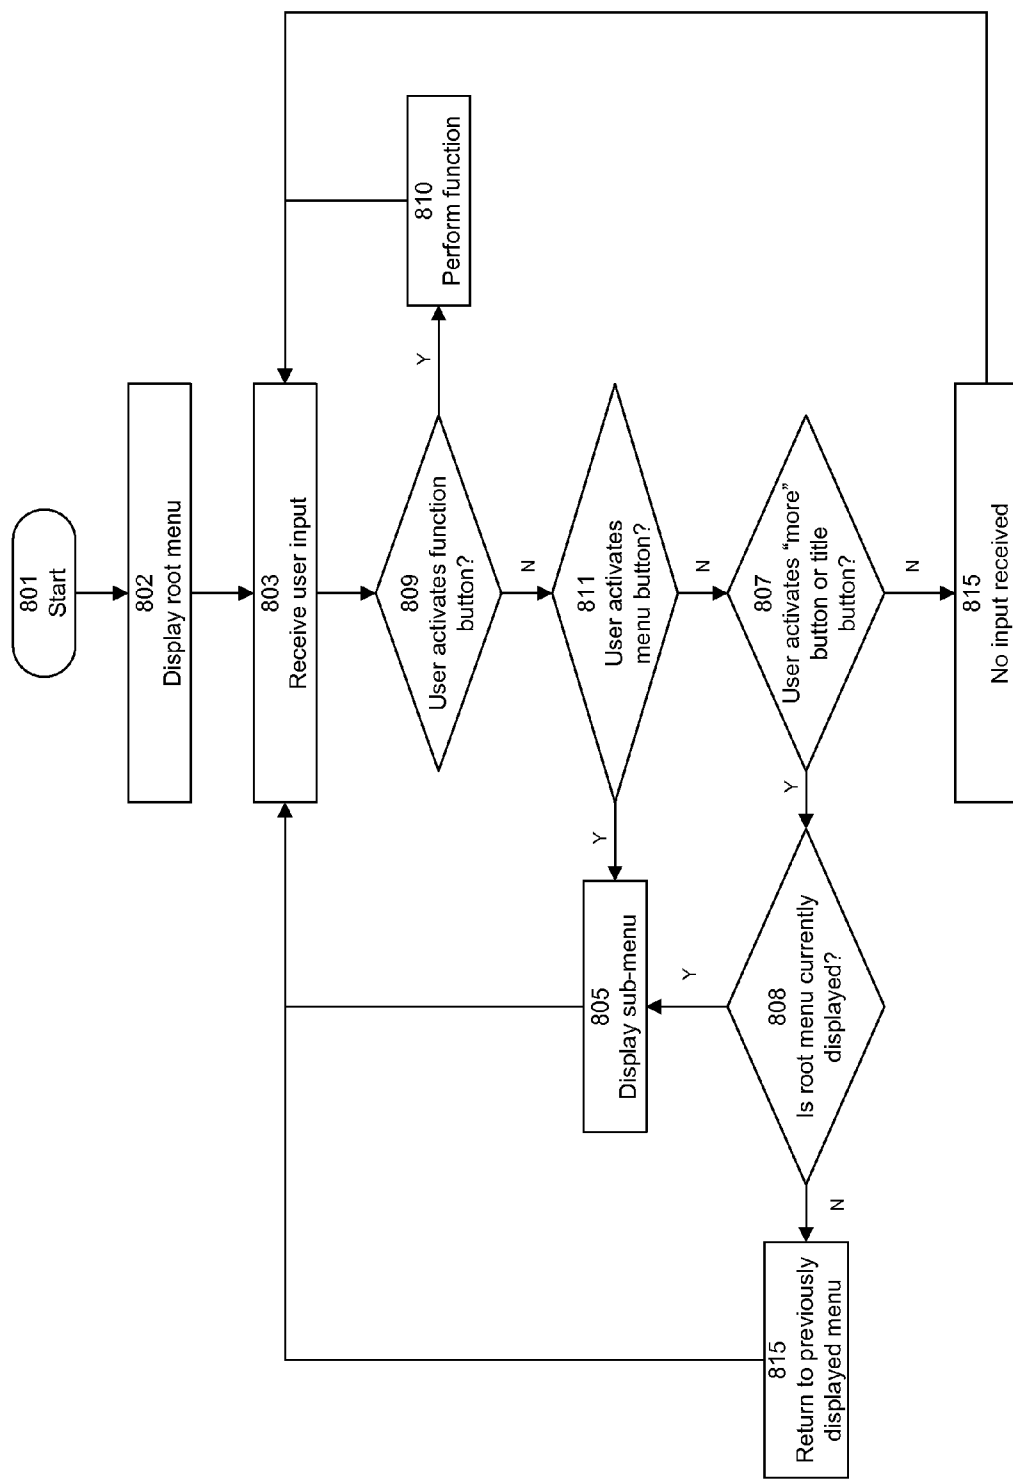 801
Start
802
Display root menu
803
Receive user input
809
User activates function
button?
Y
810
Perform function
N
811
User activates
menu button?
Y
805
Display sub-menu
N
807
User activates “more”
button or title
button?
Y
808
Is root menu currently
displayed?
Y
N
815
Return to previously
displayed menu
N
815
No input received